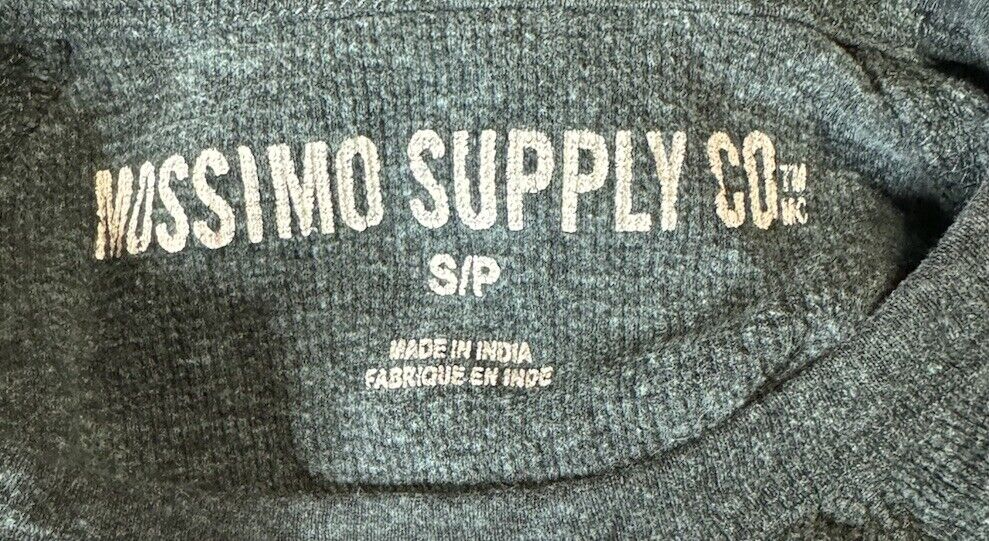 MOSSIMO SUPPLY CO TM MC
S/P
MADE IN INDIA
FABRIQUE EN INDE